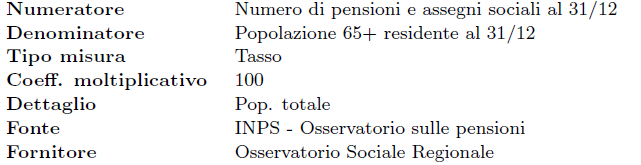 Numeratore Numero di pensioni e assegni sociali al 31/12
Denominatore Popolazione 65+ residente al 31/12
Tipo misura Tasso
Coeff. moltiplicativo 100
Dettaglio Pop. totale
Fonte INPS - Osservatorio sulle pensioni
Fornitore Osservatorio Sociale Regionale